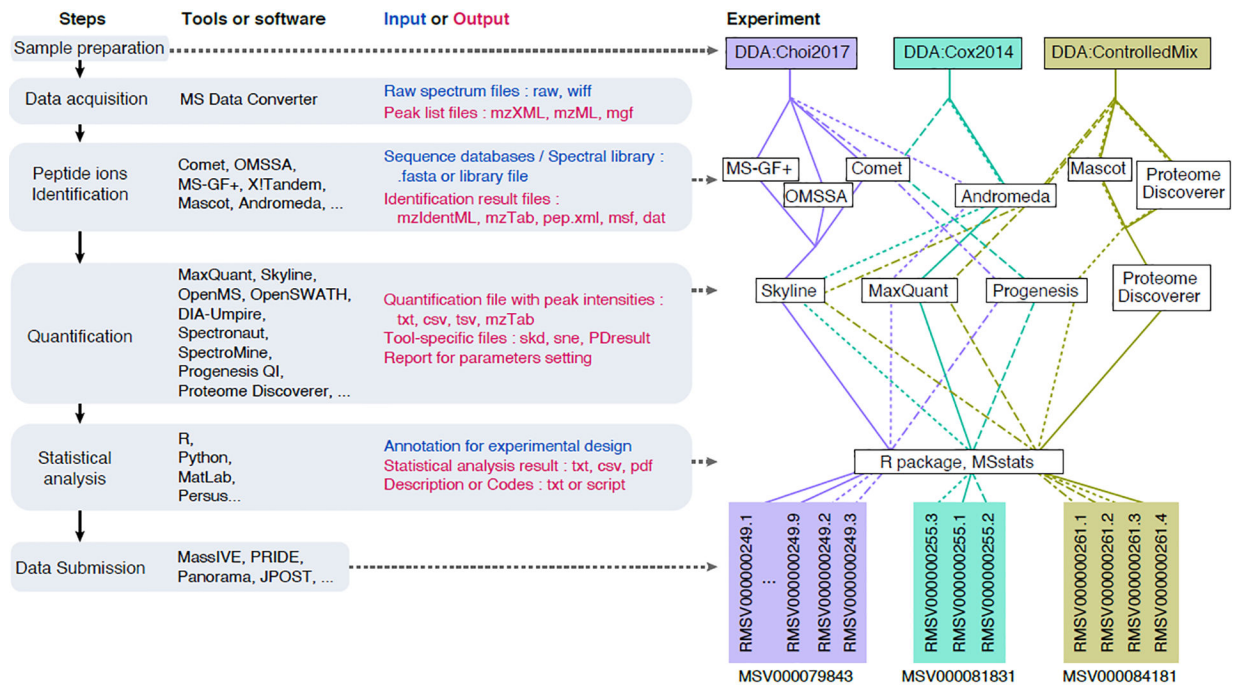 Steps
Tools or software
Input or Output
Experiment
Sample preparation
DDA:Choi2017
DDA:Cox2014
DDA:ControlledMix
Data acquisition
MS Data Converter
Raw spectrum files : raw, wiff
Peak list files : mzXML, mzML, mgf
Peptide ions
Identification
Comet, OMSSA,
MS-GF+, X!Tandem,
Mascot, Andromeda, ...
Sequence databases / Spectral library :
.fasta or library file
Identification result files :
mzIdentML, mzTab, pep.xml, msf, dat
MS-GF+
OMSSA
Comet
Andromeda
Mascot
Proteome
Discoverer
Quantification
MaxQuant, Skyline,
OpenMS, OpenSWATH,
DIA-Umpire,
Spectronaut,
SpectroMine,
Progenesis QI,
Proteome Discoverer, ...
Quantification file with peak intensities :
txt, csv, tsv, mzTab
Tool-specific files : skd, sne, PDresult
Report for parameters setting
Skyline
MaxQuant
Progenesis
Proteome
Discoverer
Statistical
analysis
R,
Python,
MatLab,
Persus...
Annotation for experimental design
Statistical analysis result : txt, csv, pdf
Description or Codes : txt or script
R package, MSstats
Data Submission
MassIVE, PRIDE,
Panorama, JPOST, ...
RMSV000000249.1
...
RMSV000000249.9
RMSV000000249.2
RMSV000000249.3
RMSV000000255.3
RMSV000000255.1
RMSV000000255.2
RMSV000000261.1
RMSV000000261.2
RMSV000000261.3
RMSV000000261.4
MSV000079843
MSV000081831
MSV000084181